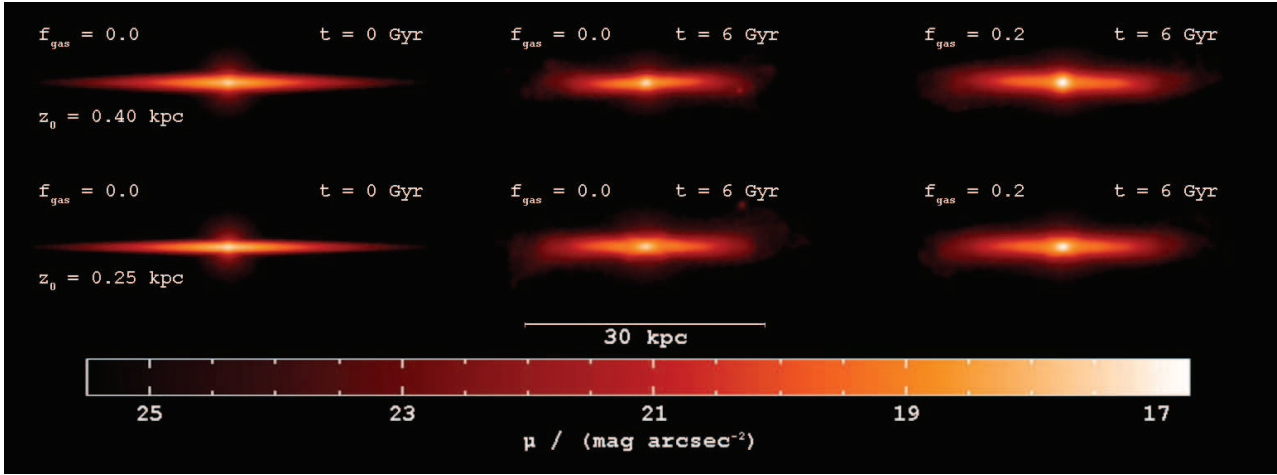 f_gas = 0.0 t = 0 Gyr f_gas = 0.0 t = 6 Gyr f_gas = 0.2 t = 6 Gyr
z_0 = 0.40 kpc
f_gas = 0.0 t = 0 Gyr f_gas = 0.0 t = 6 Gyr f_gas = 0.2 t = 6 Gyr
z_0 = 0.25 kpc
30 kpc
25 23 21 19 17
μ / (mag arcsec⁻²)